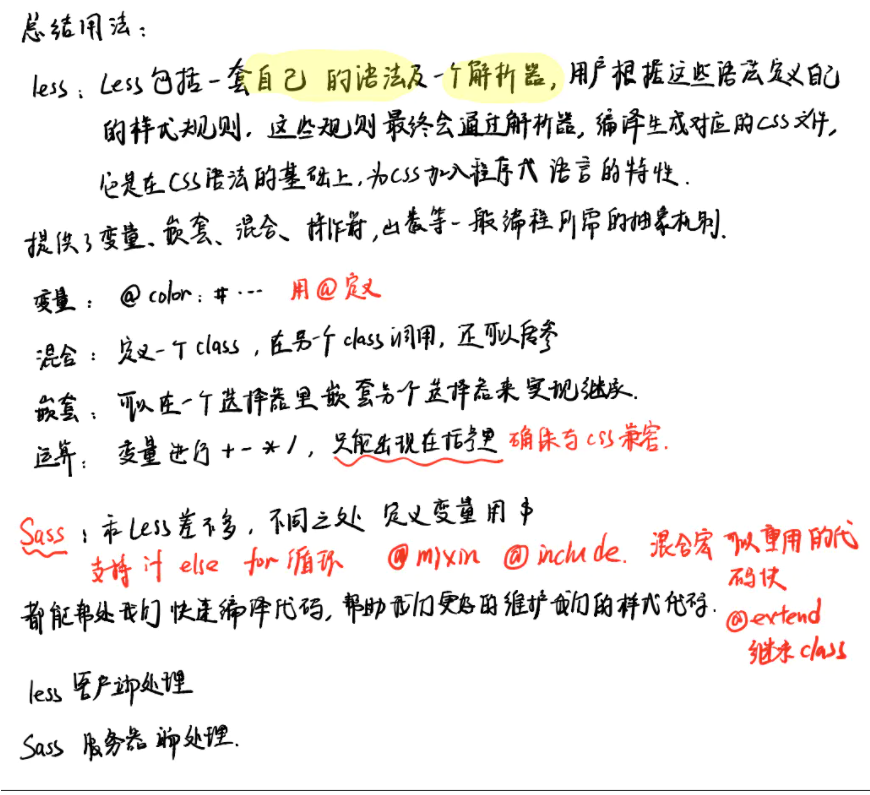 总结用法：
less：Less包括一套自己的语法及一个解析器，用户根据这些语法定义自己
的样式规则，这些规则最终会通过解析器，编译生成对应的CSS文件，
它是在CSS语法的基础上，为CSS加入程序式语言的特性．
提供了变量、嵌套、混合、操作符，函数等一般编程所需的抽象机制．
变量：@color：#… 用@定义
混合：定义一个class，在另一个class调用，还可以传参
嵌套：可以在一个选择器里嵌套另个选择器来实现继承．
运算：变量进行+-*/，只能出现在括号里 确保与css兼容．
Sass：和Less差不多，不同之处 定义变量用$
支持if else for循环 @mixin @include． 混合宏 可以重用的代
码块
都能帮处我们快速编译代码，帮助我们更好的维护我们的样式代码．
@extend
继承class
less 客户端处理
Sass 服务器端处理．